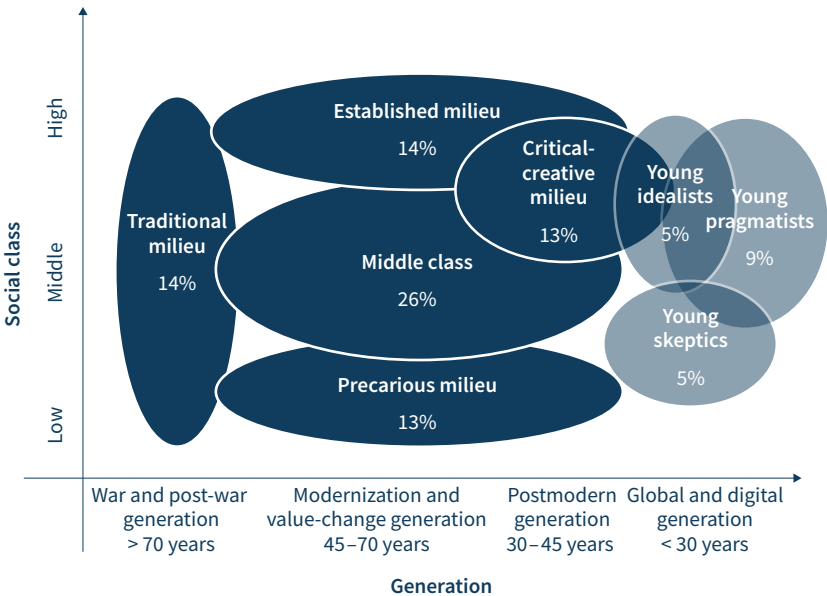 Social class
High
Middle
Low
Traditional
milieu
14%
Established milieu
14%
Middle class
26%
Precarious milieu
13%
Critical-
creative
milieu
13%
Young
idealists
5%
Young
pragmatists
9%
Young
skeptics
5%
War and post-war
generation
> 70 years
Modernization and
value-change generation
45–70 years
Postmodern
generation
30–45 years
Global and digital
generation
< 30 years
Generation